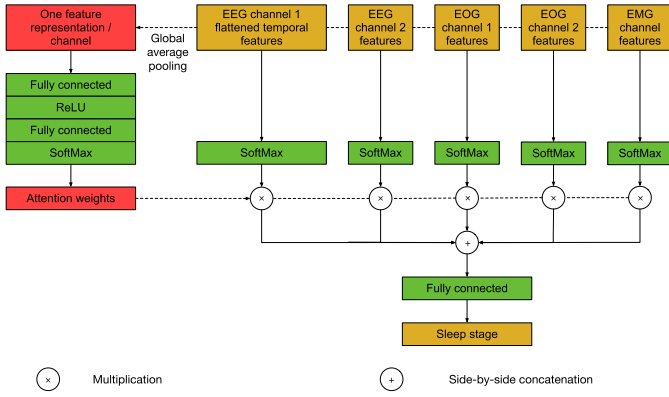 One feature
representation /
channel
Global
average
pooling
EEG channel 1
flattened temporal
features
EEG
channel 2
features
EOG
channel 1
features
EOG
channel 2
features
EMG
channel
features
Fully connected
ReLU
Fully connected
SoftMax
SoftMax
SoftMax
SoftMax
SoftMax
SoftMax
Attention weights
×
×
×
×
×
+
Fully connected
Sleep stage
×
Multiplication
+
Side-by-side concatenation